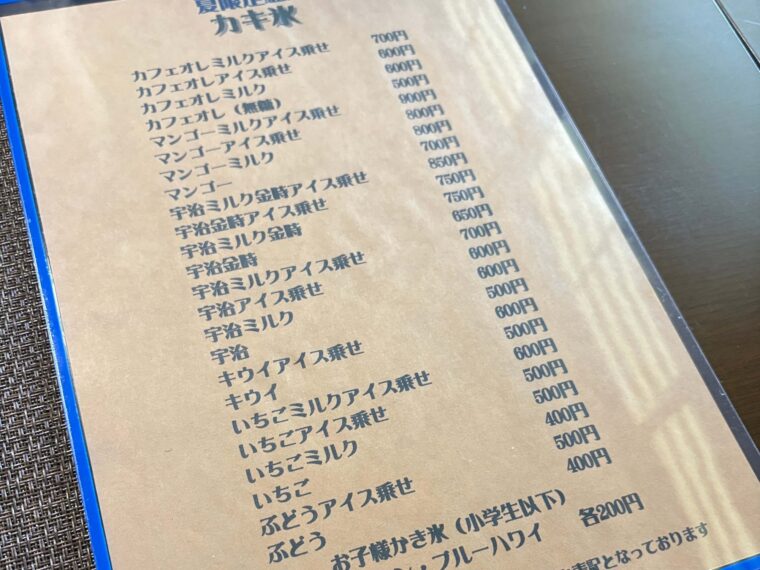 夏限定
カキ氷
カフェオレミルクアイス乗せ 700円
カフェオレアイス乗せ 600円
カフェオレミルク 600円
カフェオレ(無糖) 500円
マンゴーミルクアイス乗せ 900円
マンゴーアイス乗せ 800円
マンゴーミルク 800円
マンゴー 700円
宇治ミルク金時アイス乗せ 850円
宇治金時アイス乗せ 750円
宇治ミルク金時 750円
宇治金時 650円
宇治ミルクアイス乗せ 700円
宇治アイス乗せ 600円
宇治ミルク 600円
宇治 500円
キウイアイス乗せ 600円
キウイ 500円
いちごミルクアイス乗せ 600円
いちごアイス乗せ 500円
いちごミルク 500円
いちご 400円
ぶどうアイス乗せ 500円
ぶどう 400円
お子様かき氷(小学生以下)
・ブルーハワイ 各200円
表記となっております